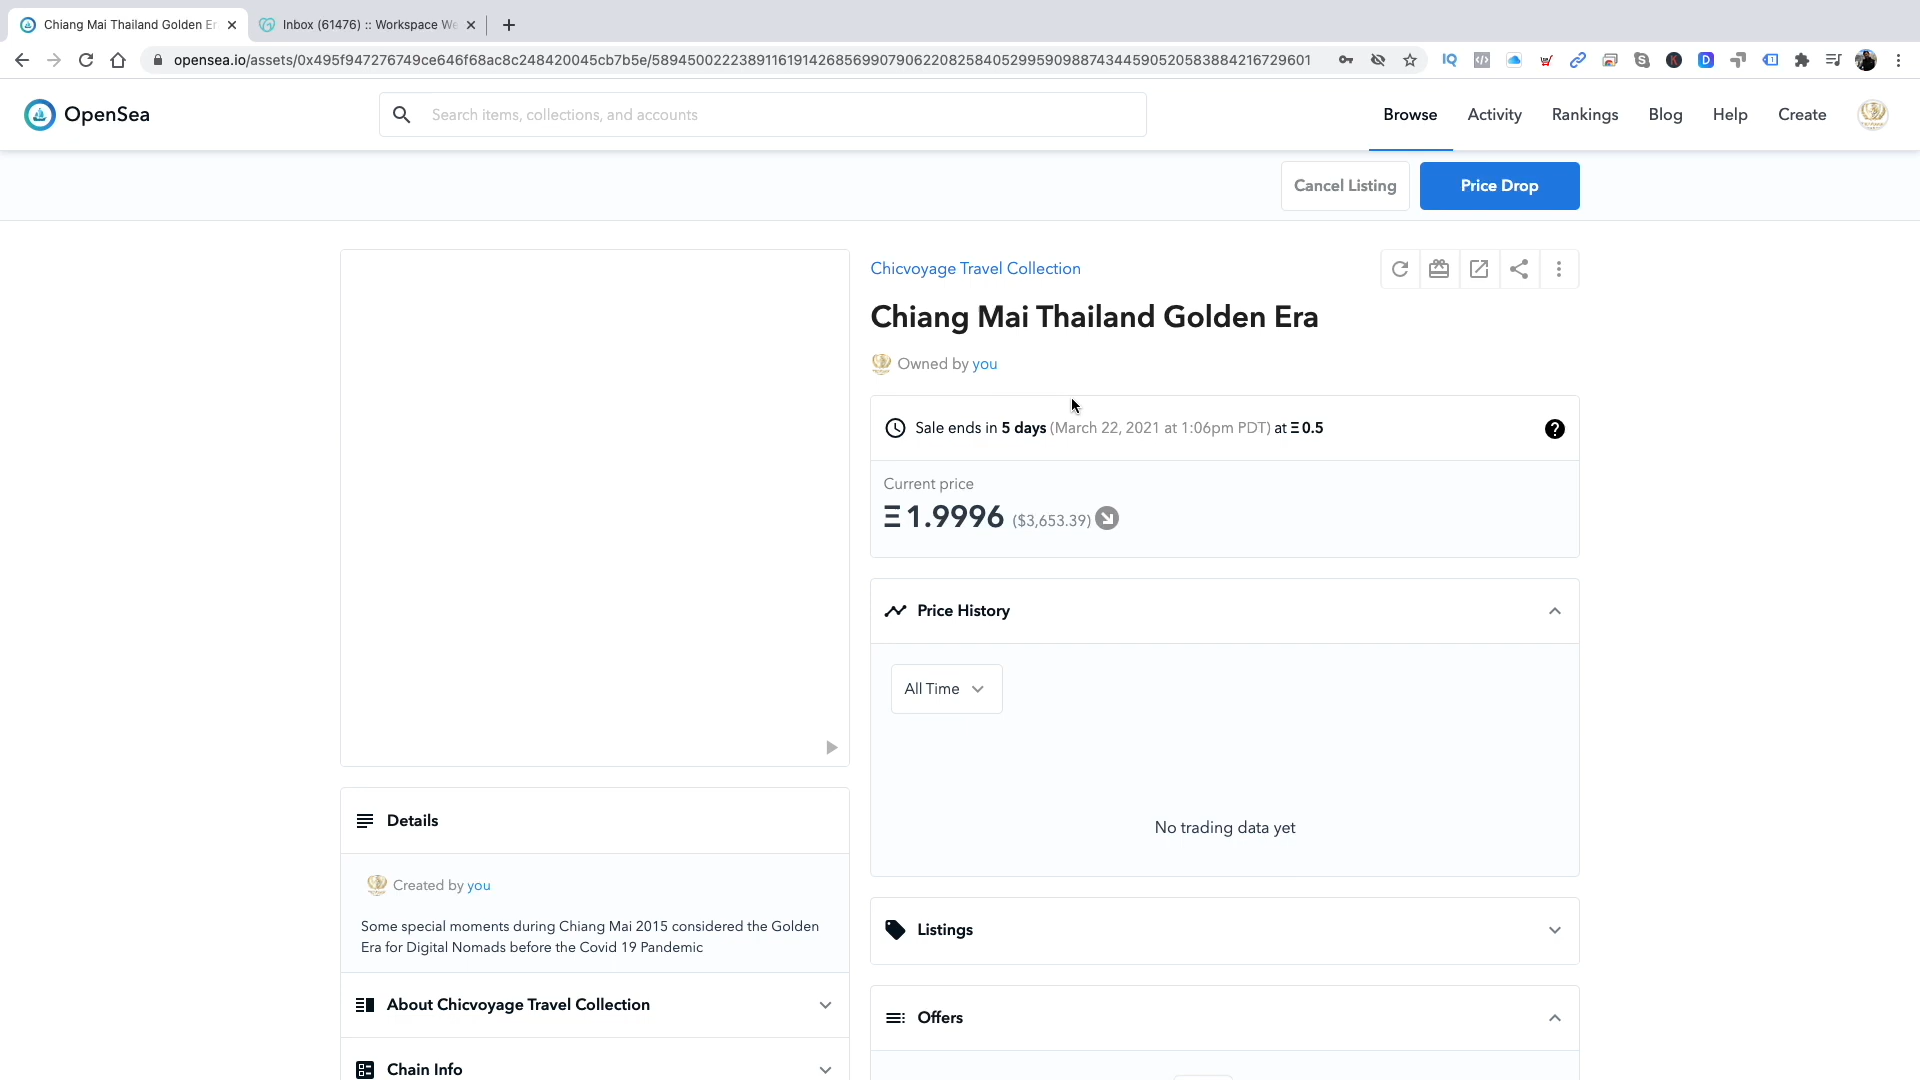 Chiang Mai Thailand Golden Er
Inbox (61476) :: Workspace We
opensea.io/assets/0x495f947276749ce646f68ac8c248420045cb7b5e/58945002223891161914268569907906220825840529959098874344590520583884216729601
OpenSea
Search items, collections, and accounts
Browse
Activity
Rankings
Blog
Help
Create
Cancel Listing
Price Drop
Chicvoyage Travel Collection
Chiang Mai Thailand Golden Era
Owned by you
Sale ends in 5 days (March 22, 2021 at 1:06pm PDT) at Ξ 0.5
Current price
Ξ 1.9996 ($3,653.39)
Price History
All Time
No trading data yet
Details
Created by you
Some special moments during Chiang Mai 2015 considered the Golden
Era for Digital Nomads before the Covid 19 Pandemic
About Chicvoyage Travel Collection
Chain Info
Listings
Offers